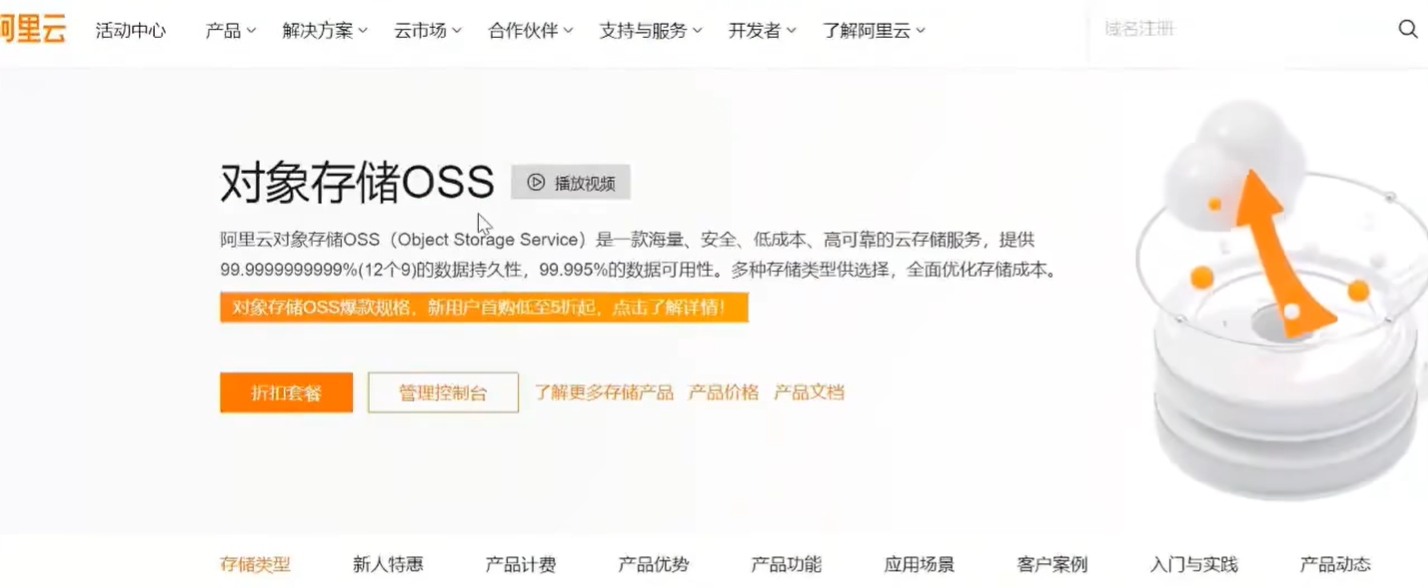 阿里云 活动中心 产品 解决方案 云市场 合作伙伴 支持与服务 开发者 了解阿里云 域名注册
对象存储OSS 播放视频
阿里云对象存储OSS（Object Storage Service）是一款海量、安全、低成本、高可靠的云存储服务，提供
99.9999999999%(12个9)的数据持久性，99.995%的数据可用性。多种存储类型供选择，全面优化存储成本。
对象存储OSS爆款规格，新用户首购低至5折起，点击了解详情！
折扣套餐 管理控制台 了解更多存储产品 产品价格 产品文档
存储类型 新人特惠 产品计费 产品优势 产品功能 应用场景 客户案例 入门与实践 产品动态